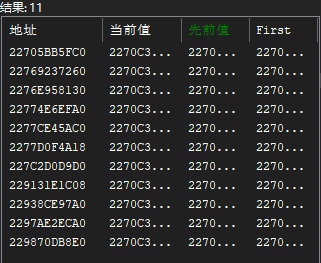 结果: 11
地址 当前值 先前值 First
22705BB5FC0 2270C3... 2270... 2270...
22769237260 2270C3... 2270... 2270...
2276E958130 2270C3... 2270... 2270...
22774E6EFA0 2270C3... 2270... 2270...
2277CE45AC0 2270C3... 2270... 2270...
2277D0F4A18 2270C3... 2270... 2270...
227C2D0D9D0 2270C3... 2270... 2270...
229131E1C08 2270C3... 2270... 2270...
22938CE97A0 2270C3... 2270... 2270...
2297AE2ECA0 2270C3... 2270... 2270...
229870DB8E0 2270C3... 2270... 2270...